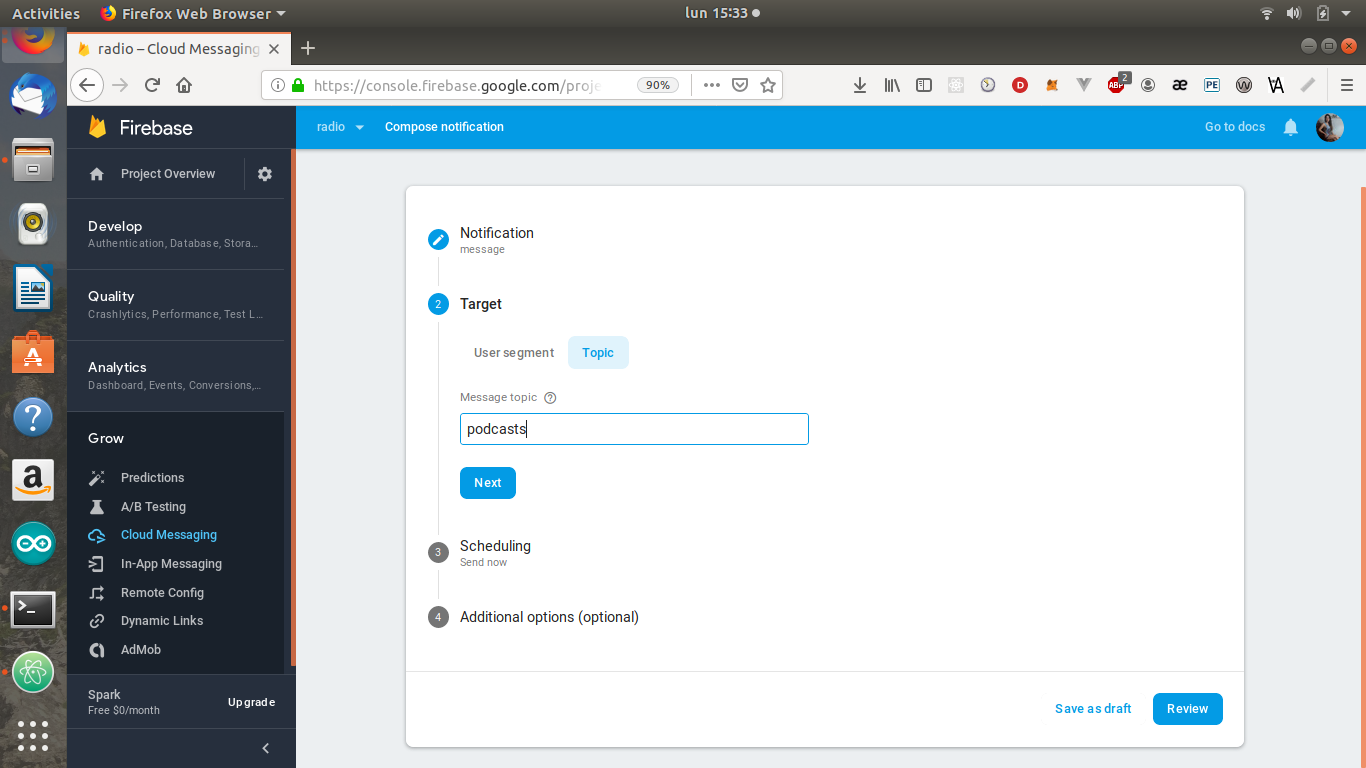 Activities Firefox Web Browser lun 15:33
radio – Cloud Messaging
https://console.firebase.google.com/proje 90%
D ABP 2 æ PE W
Firebase
radio Compose notification Go to docs
Project Overview
Develop
Authentication, Database, Stora…
Quality
Crashlytics, Performance, Test L…
Analytics
Dashboard, Events, Conversions,…
Grow
Predictions
A/B Testing
Cloud Messaging
In-App Messaging
Remote Config
Dynamic Links
AdMob
Spark
Free $0/month
Upgrade
Notification
message
2 Target
User segment Topic
Message topic ?
podcasts
Next
3 Scheduling
Send now
4 Additional options (optional)
Save as draft Review